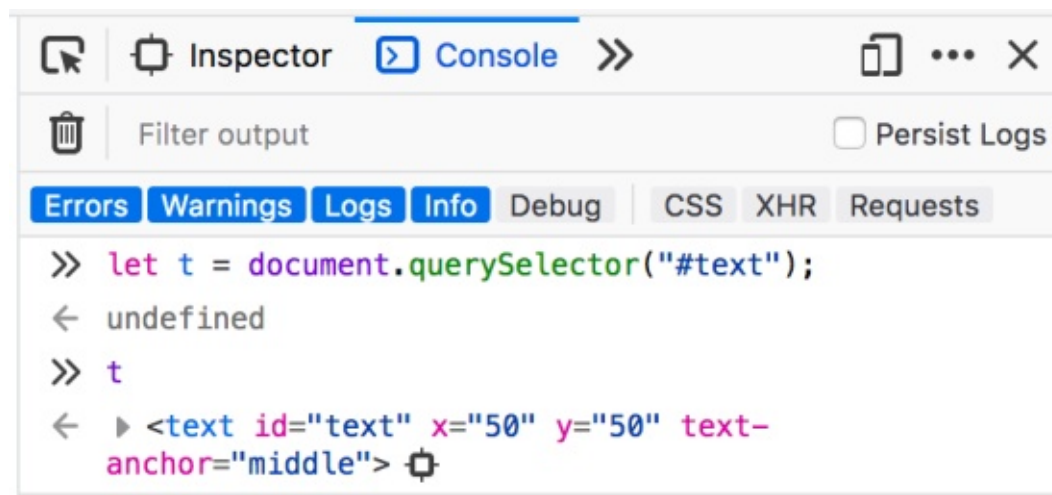 Inspector Console
Filter output Persist Logs
Errors Warnings Logs Info Debug CSS XHR Requests
let t = document.querySelector("#text");
undefined
t
<text id="text" x="50" y="50" text-
anchor="middle">